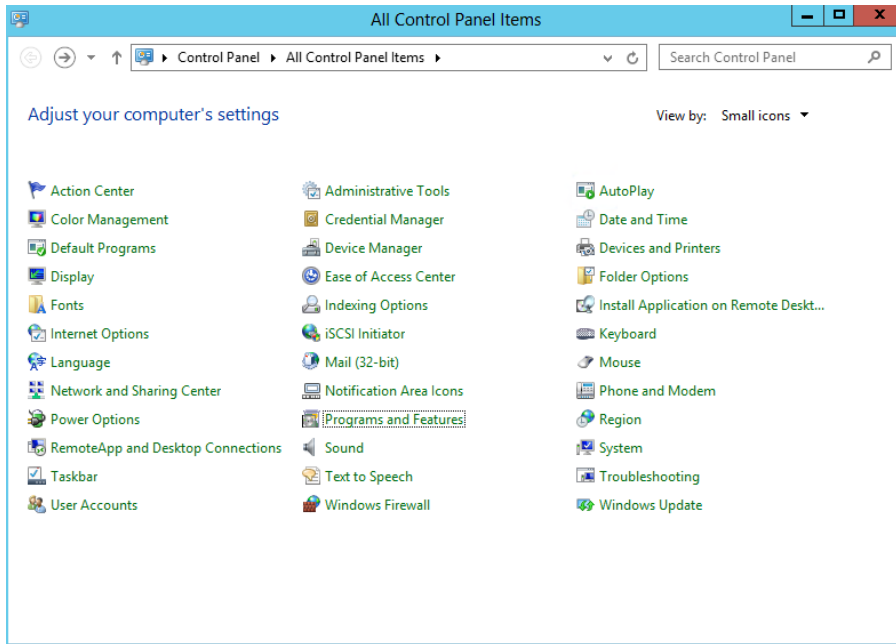 All Control Panel Items
Control Panel All Control Panel Items Search Control Panel
Adjust your computer's settings View by: Small icons
Action Center Administrative Tools AutoPlay
Color Management Credential Manager Date and Time
Default Programs Device Manager Devices and Printers
Display Ease of Access Center Folder Options
Fonts Indexing Options Install Application on Remote Deskt...
Internet Options iSCSI Initiator Keyboard
Language Mail (32-bit) Mouse
Network and Sharing Center Notification Area Icons Phone and Modem
Power Options Programs and Features Region
RemoteApp and Desktop Connections Sound System
Taskbar Text to Speech Troubleshooting
User Accounts Windows Firewall Windows Update